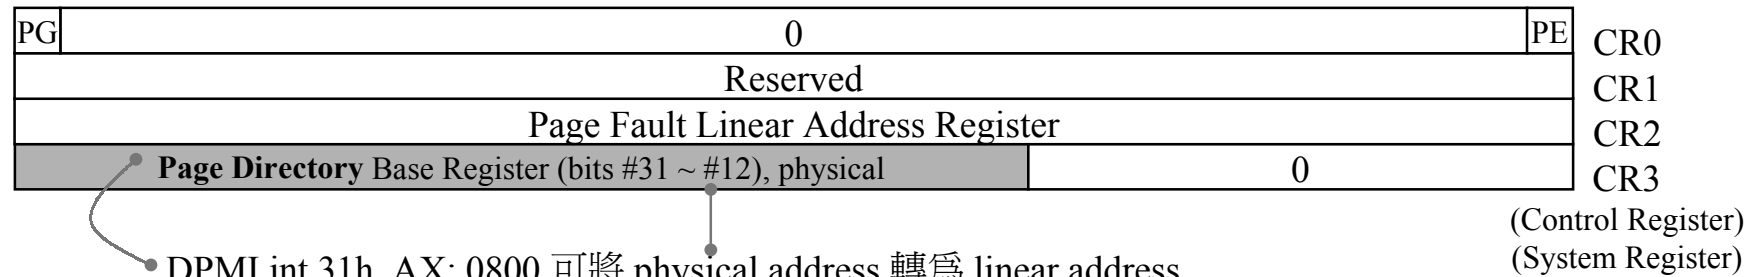 PG 0 PE CR0
Reserved CR1
Page Fault Linear Address Register CR2
Page Directory Base Register (bits #31 ~ #12), physical 0 CR3
(Control Register)
(System Register)
DPMI int 31h, AX: 0800 可將 physical address 轉為 linear address